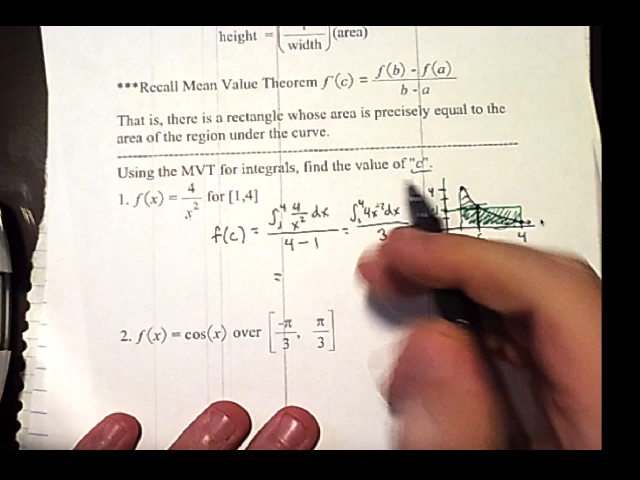 height = ( 1 / width ) (area)
***Recall Mean Value Theorem f'(c) = f(b) - f(a) / b - a
That is, there is a rectangle whose area is precisely equal to the
area of the region under the curve.
Using the MVT for integrals, find the value of "c".
1. f(x) = 4 / x² for [1,4]
f(c) = ∫₁⁴ 4/x² dx / 4 - 1 = ∫₁⁴ 4x⁻² dx / 3
4
4
=
2. f(x) = cos(x) over [ -π/3, π/3 ]